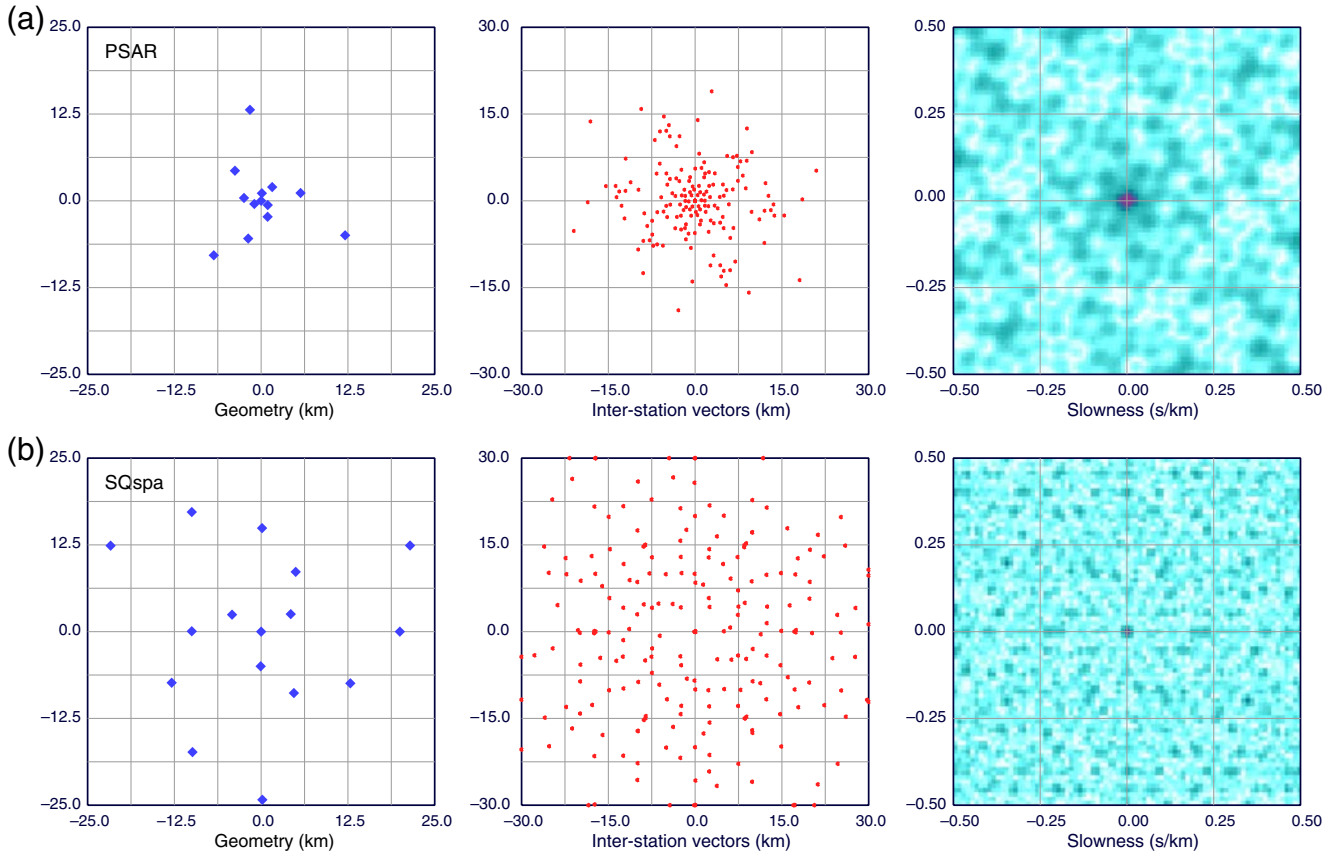 (a)
PSAR
25.0
12.5
0.0
−12.5
−25.0
−25.0 −12.5 0.0 12.5 25.0
Geometry (km)
30.0
15.0
0.0
−15.0
−30.0
−30.0 −15.0 0.0 15.0 30.0
Inter-station vectors (km)
0.50
0.25
0.00
−0.25
−0.50
−0.50 −0.25 0.00 0.25 0.50
Slowness (s/km)
(b)
SQspa
25.0
12.5
0.0
−12.5
−25.0
−25.0 −12.5 0.0 12.5 25.0
Geometry (km)
30.0
15.0
0.0
−15.0
−30.0
−30.0 −15.0 0.0 15.0 30.0
Inter-station vectors (km)
0.50
0.25
0.00
−0.25
−0.50
−0.50 −0.25 0.00 0.25 0.50
Slowness (s/km)